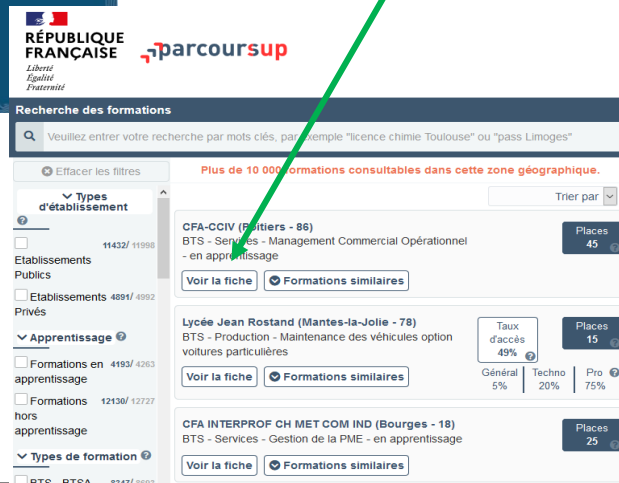 RÉPUBLIQUE
FRANÇAISE
Liberté
Égalité
Fraternité
parcoursup
Recherche des formations
Veuillez entrer votre recherche par mots clés, par exemple "licence chimie Toulouse" ou "pass Limoges"
Effacer les filtres
Plus de 10 000 formations consultables dans cette zone géographique.
Trier par
Types
d'établissement
11432/ 11998
Etablissements
Publics
Etablissements 4891/ 4992
Privés
Apprentissage
Formations en 4193/ 4263
apprentissage
Formations 12130/ 12727
hors
apprentissage
Types de formation
BTS - BTSA
CFA-CCIV (Poitiers - 86)
BTS - Services - Management Commercial Opérationnel
- en apprentissage
Places
45
Voir la fiche Formations similaires
Lycée Jean Rostand (Mantes-la-Jolie - 78)
BTS - Production - Maintenance des véhicules option
voitures particulières
Taux
d'accès
49%
Places
15
Voir la fiche Formations similaires
Général Techno Pro
5% 20% 75%
CFA INTERPROF CH MET COM IND (Bourges - 18)
BTS - Services - Gestion de la PME - en apprentissage
Places
25
Voir la fiche Formations similaires